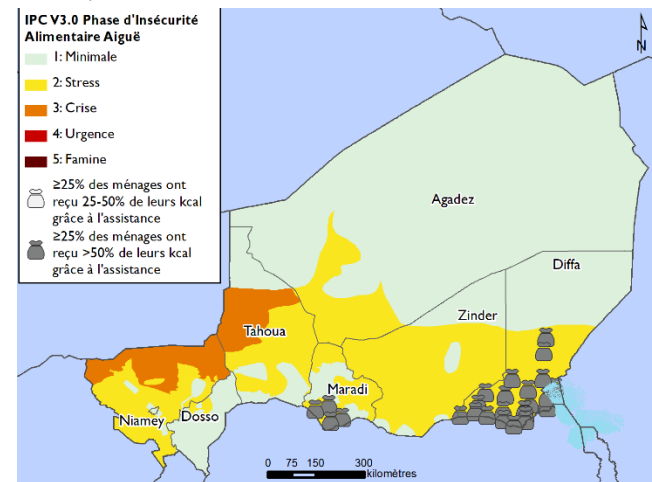 IPC V3.0 Phase d'Insécurité
Alimentaire Aiguë
1: Minimale
2: Stress
3: Crise
4: Urgence
5: Famine
≥25% des ménages ont
reçu 25-50% de leurs kcal
grâce à l'assistance
≥25% des ménages ont
reçu >50% de leurs kcal
grâce à l'assistance
N
Agadez
Diffa
Zinder
Tahoua
Maradi
Dosso
Niamey
0 75 150 300
kilomètres